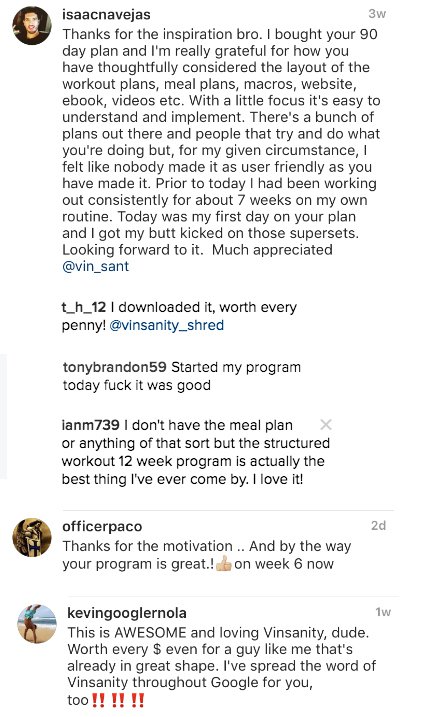 isaacnavejas 3w
Thanks for the inspiration bro. I bought your 90
day plan and I'm really grateful for how you
have thoughtfully considered the layout of the
workout plans, meal plans, macros, website,
ebook, videos etc. With a little focus it's easy to
understand and implement. There's a bunch of
plans out there and people that try and do what
you're doing but, for my given circumstance, I
felt like nobody made it as user friendly as you
have made it. Prior to today I had been working
out consistently for about 7 weeks on my own
routine. Today was my first day on your plan
and I got my butt kicked on those supersets.
Looking forward to it.  Much appreciated
@vin_sant
t_h_12 I downloaded it, worth every
penny! @vinsanity_shred
tonybrandon59 Started my program
today fuck it was good
ianm739 I don't have the meal plan
or anything of that sort but the structured
workout 12 week program is actually the
best thing I've ever come by. I love it!
officerpaco 2d
Thanks for the motivation .. And by the way
your program is great.!👍🏼on week 6 now
kevingooglernola 1w
This is AWESOME and loving Vinsanity, dude.
Worth every $ even for a guy like me that's
already in great shape. I've spread the word of
Vinsanity throughout Google for you,
too‼️‼️‼️